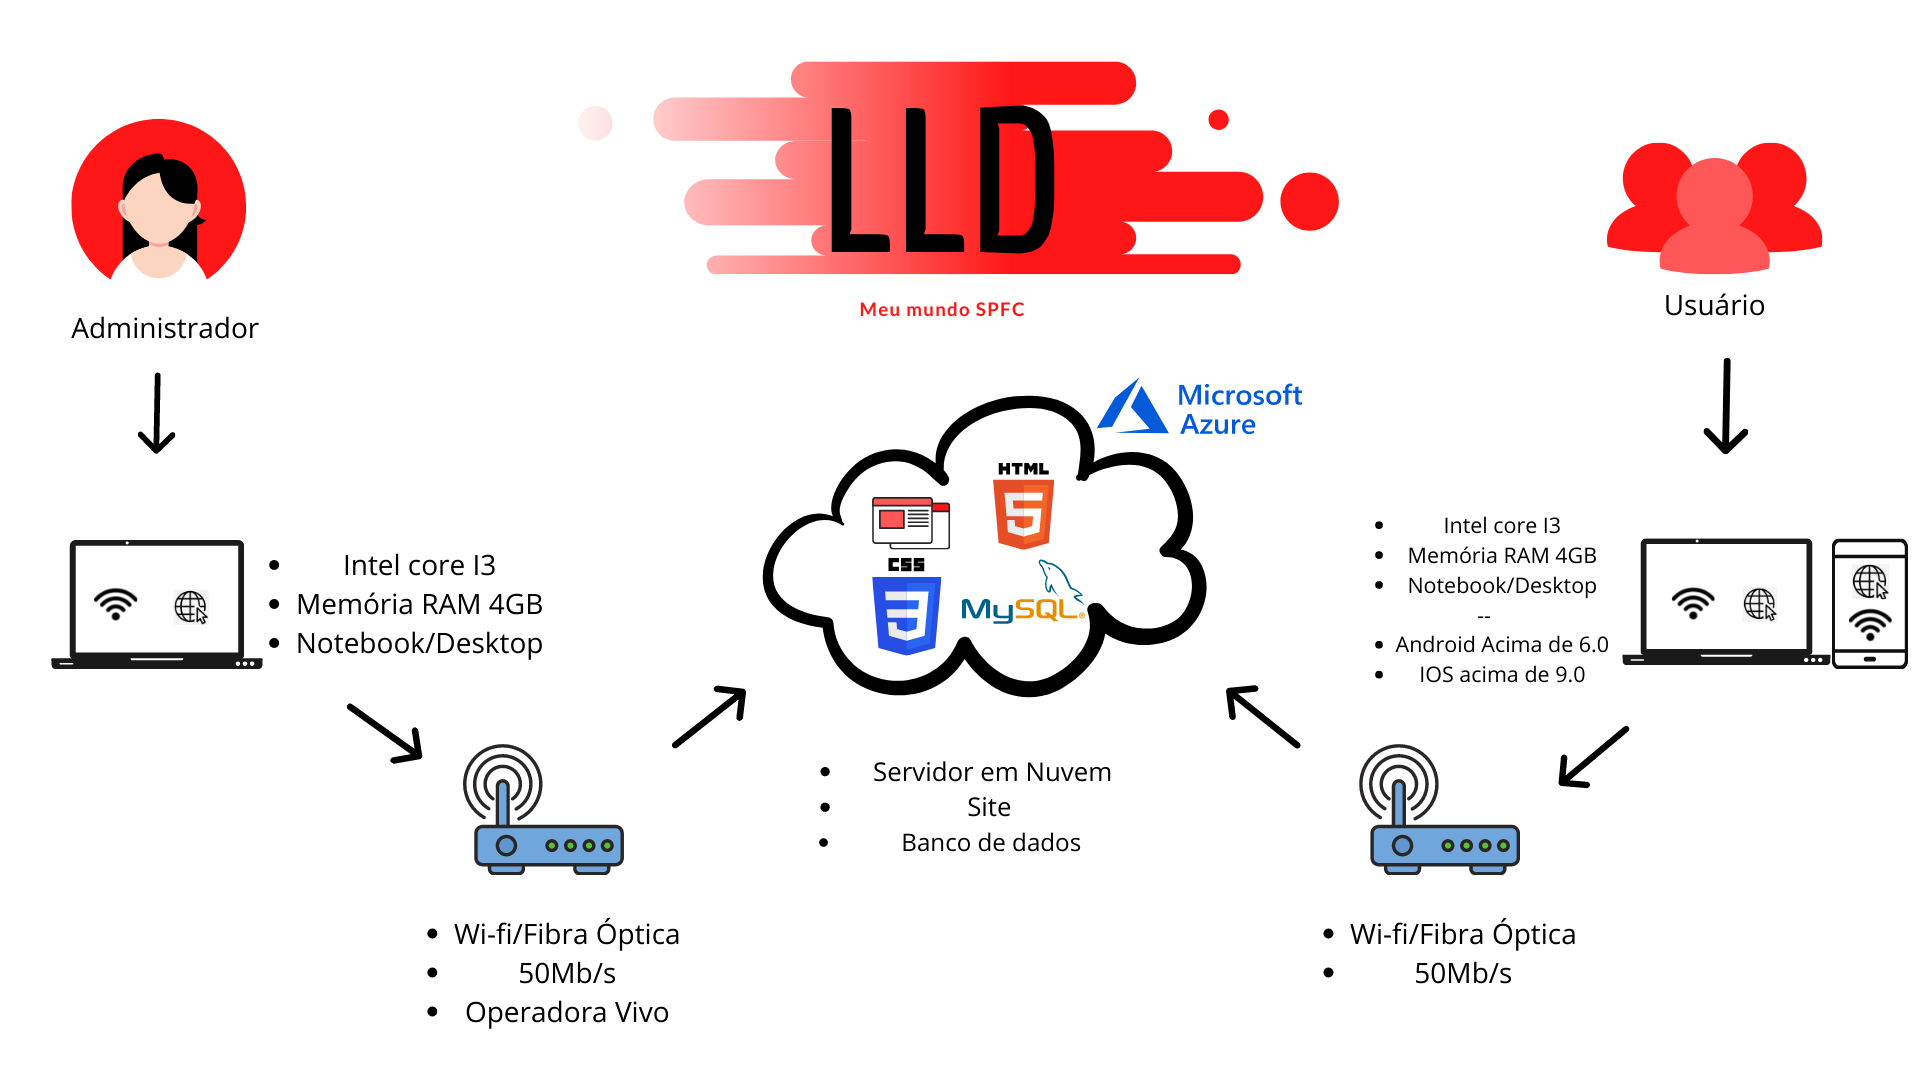 LLD
Meu mundo SPFC
Administrador
Usuário
Microsoft
Azure
HTML
CSS
MySQL®
Intel core I3
Memória RAM 4GB
Notebook/Desktop
Intel core I3
Memória RAM 4GB
Notebook/Desktop
--
Android Acima de 6.0
IOS acima de 9.0
Servidor em Nuvem
Site
Banco de dados
Wi-fi/Fibra Óptica
50Mb/s
Operadora Vivo
Wi-fi/Fibra Óptica
50Mb/s